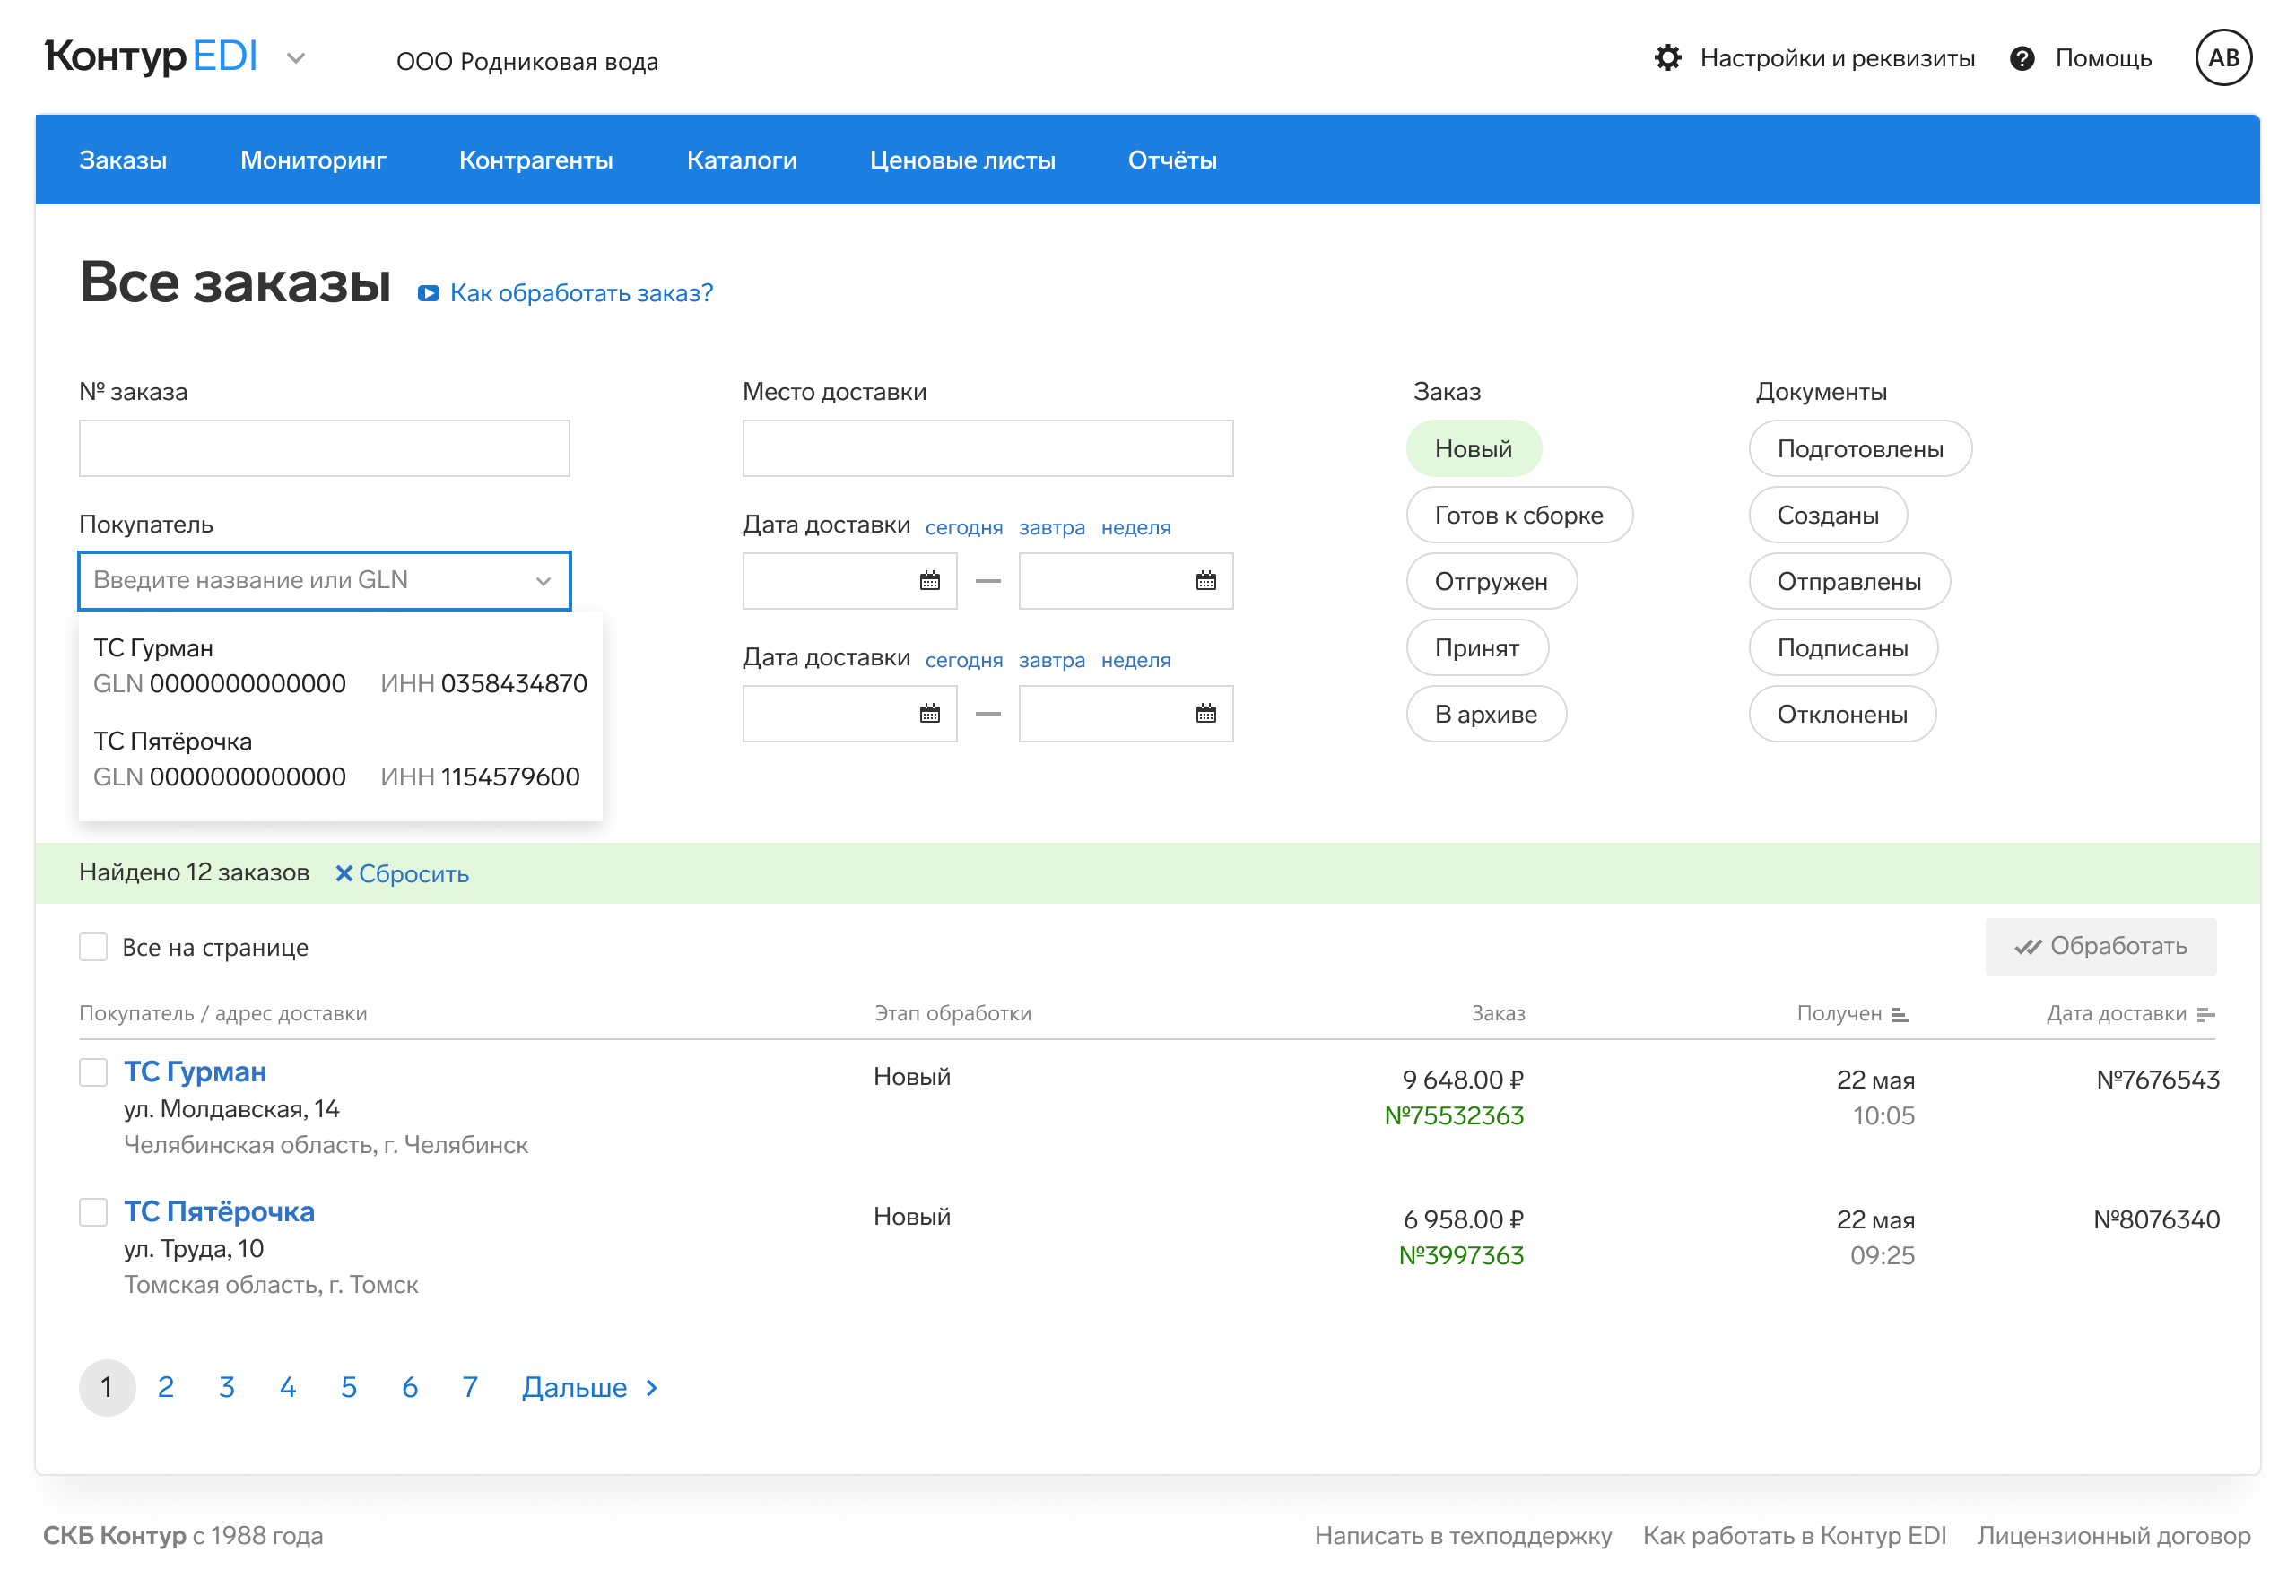 Контур EDI
ООО Родниковая вода
Настройки и реквизиты
Помощь
АВ
Заказы
Мониторинг
Контрагенты
Каталоги
Ценовые листы
Отчёты
Все заказы
Как обработать заказ?
№ заказа
Покупатель
Введите название или GLN
ТС Гурман
GLN 0000000000000 ИНН 0358434870
ТС Пятёрочка
GLN 0000000000000 ИНН 1154579600
Место доставки
Дата доставки сегодня завтра неделя
—
Дата доставки сегодня завтра неделя
—
Заказ
Новый
Готов к сборке
Отгружен
Принят
В архиве
Документы
Подготовлены
Созданы
Отправлены
Подписаны
Отклонены
Найдено 12 заказов
Сбросить
Все на странице
Обработать
Покупатель / адрес доставки
Этап обработки
Заказ
Получен
Дата доставки
ТС Гурман
ул. Молдавская, 14
Челябинская область, г. Челябинск
Новый
9 648.00 ₽
№75532363
22 мая
10:05
№7676543
ТС Пятёрочка
ул. Труда, 10
Томская область, г. Томск
Новый
6 958.00 ₽
№3997363
22 мая
09:25
№8076340
1 2 3 4 5 6 7 Дальше
СКБ Контур с 1988 года
Написать в техподдержку
Как работать в Контур EDI
Лицензионный договор